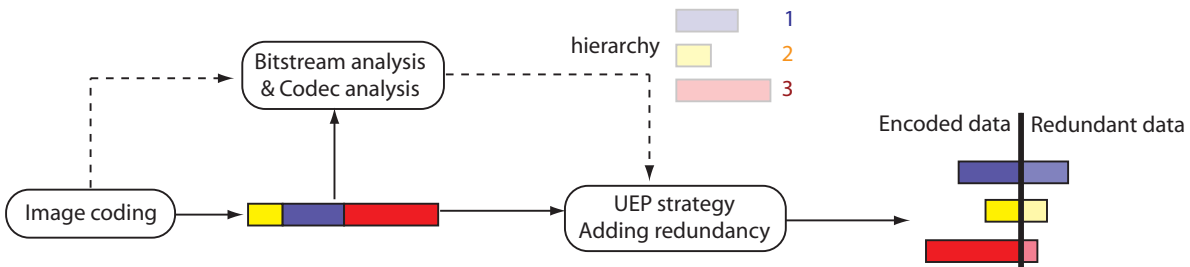 hierarchy
1
2
3
Bitstream analysis
& Codec analysis
Encoded data
Redundant data
Image coding
UEP strategy
Adding redundancy